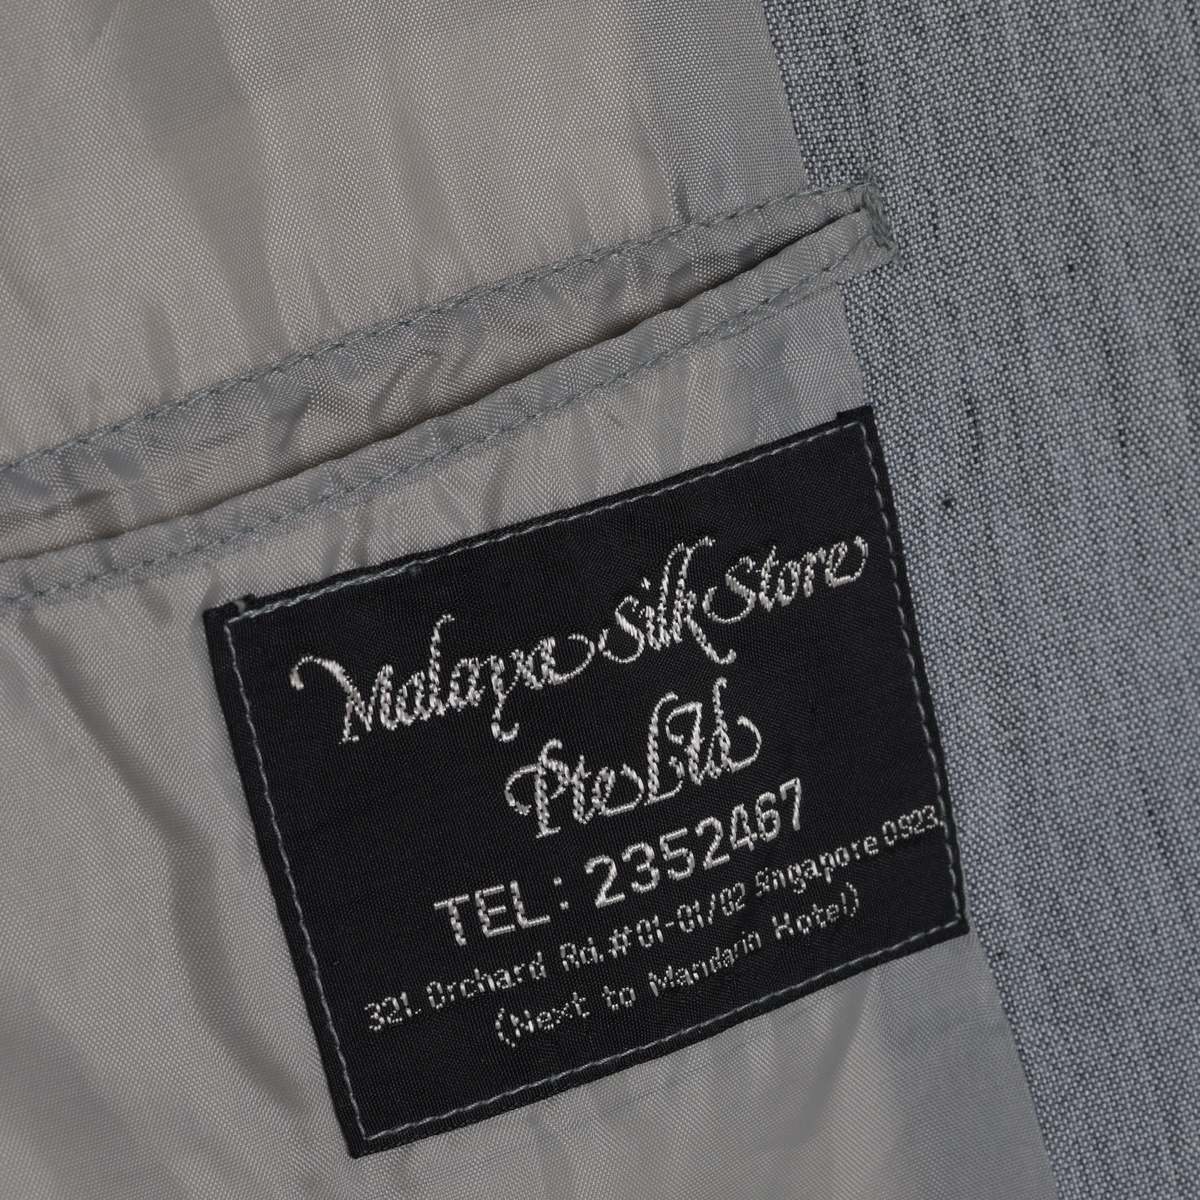 Malaya Silk Store
Pte Ltd
TEL: 2352467
321. Orchard Rd. #01-01/02 Singapore 0923.
(Next to Mandarin Hotel)